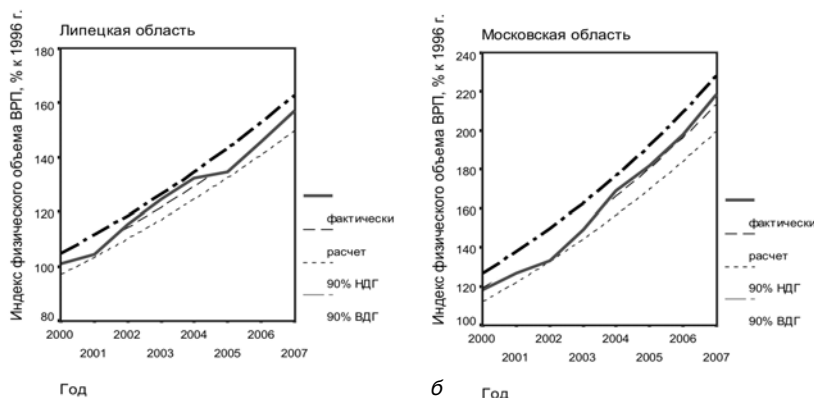 Липецкая область
Индекс физического объема ВРП, % к 1996 г.
180
160
140
120
100
80
2000
2002
2004
2006
2001
2003
2005
2007
Год
фактически
расчет
90% НДГ
90% ВДГ
Московская область
Индекс физического объема ВРП, % к 1996 г.
240
220
200
180
160
140
120
100
2000
2002
2004
2006
2001
2003
2005
2007
б
Год
фактически
расчет
90% НДГ
90% ВДГ